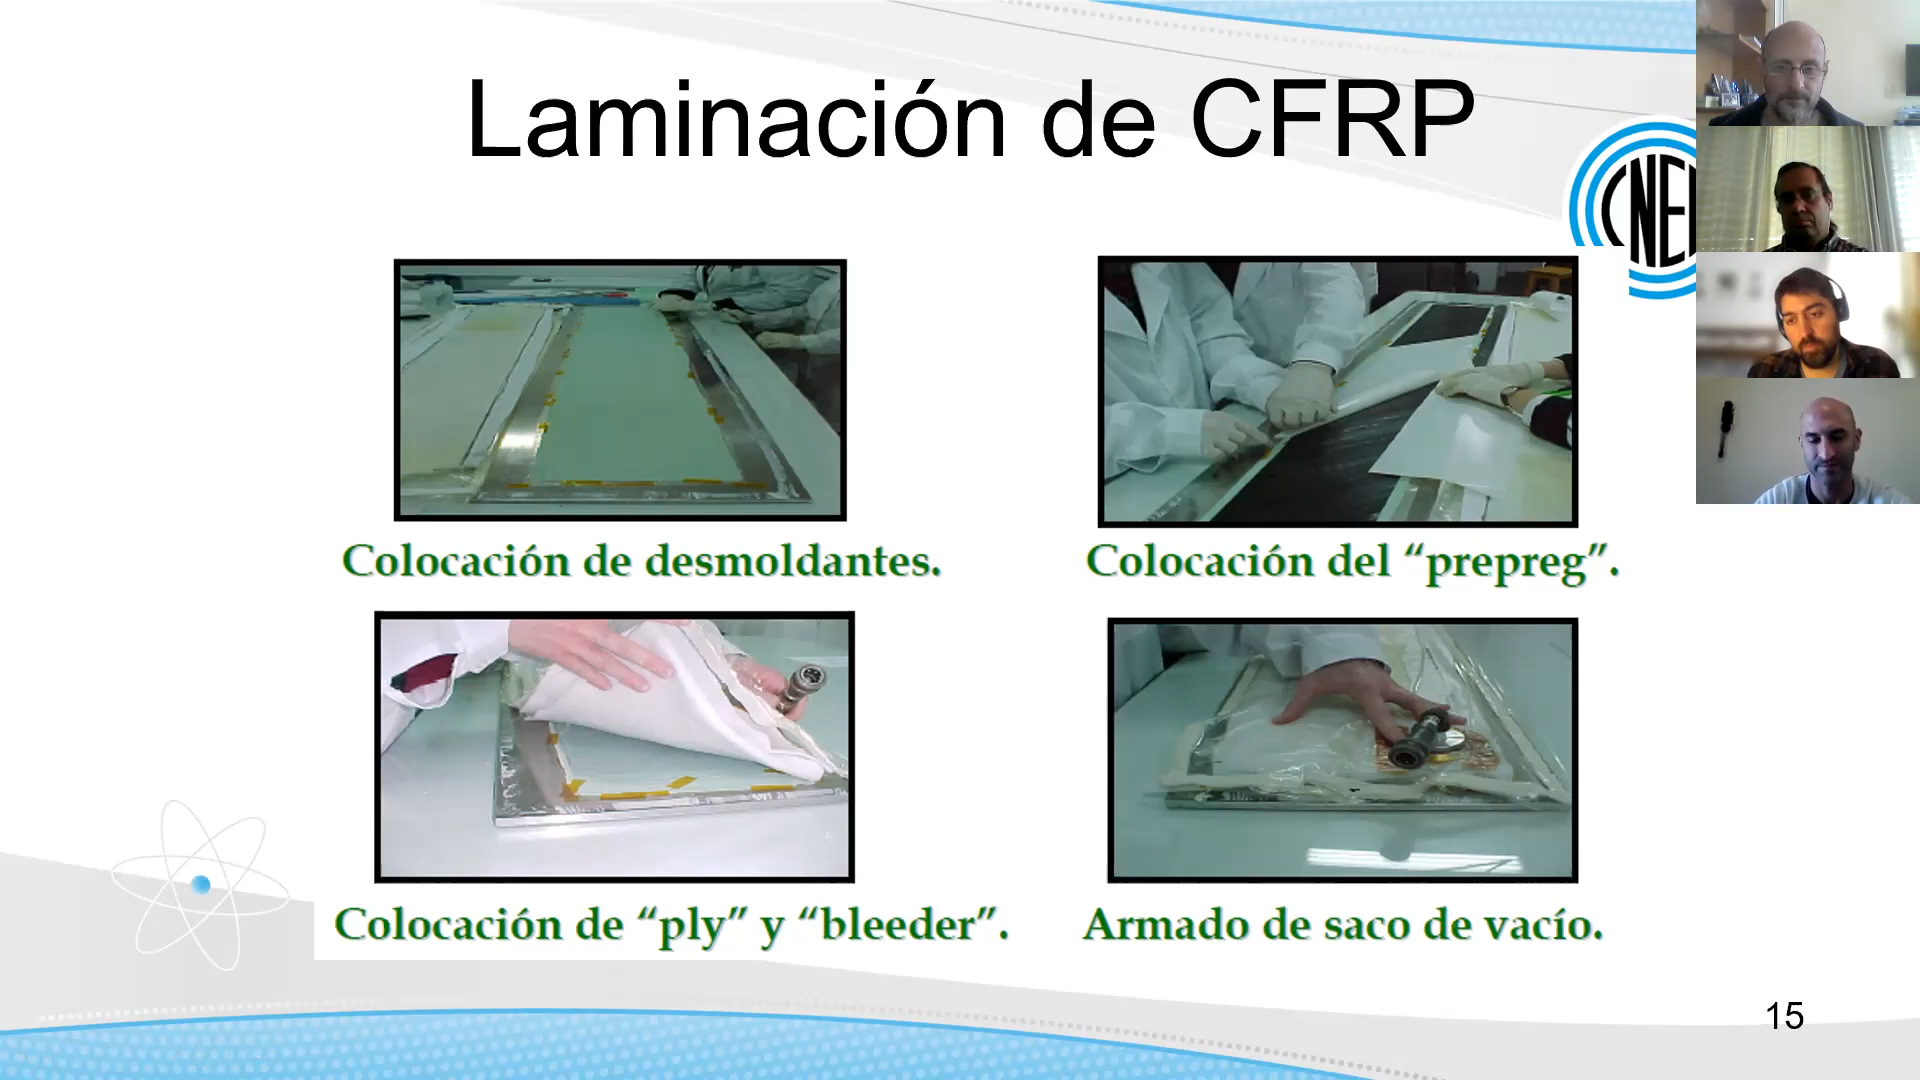 Laminación de CFRP
CNE
Colocación de desmoldantes.
Colocación del “prepreg”.
Colocación de “ply” y “bleeder”.
Armado de saco de vacío.
15